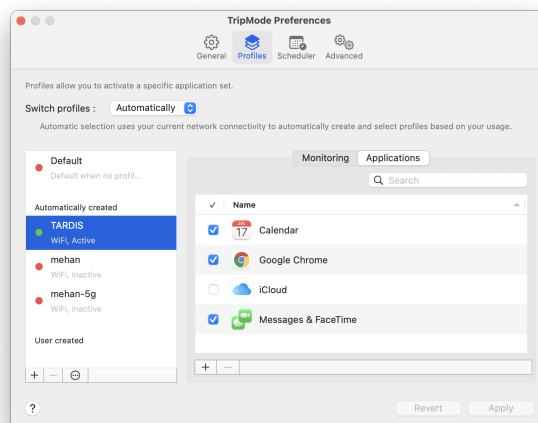 TripMode Preferences
General Profiles Scheduler Advanced
Profiles allow you to activate a specific application set.
Switch profiles : Automatically
Automatic selection uses your current network connectivity to automatically create and select profiles based on your usage.
Default
Default when no profil...
Automatically created
TARDIS
WiFi, Active
mehan
WiFi, Inactive
mehan-5g
WiFi, Inactive
User created
+ − 
Monitoring Applications
Search
✓ Name
JUL
17
Calendar
Google Chrome
iCloud
Messages & FaceTime
+ −
?
Revert Apply